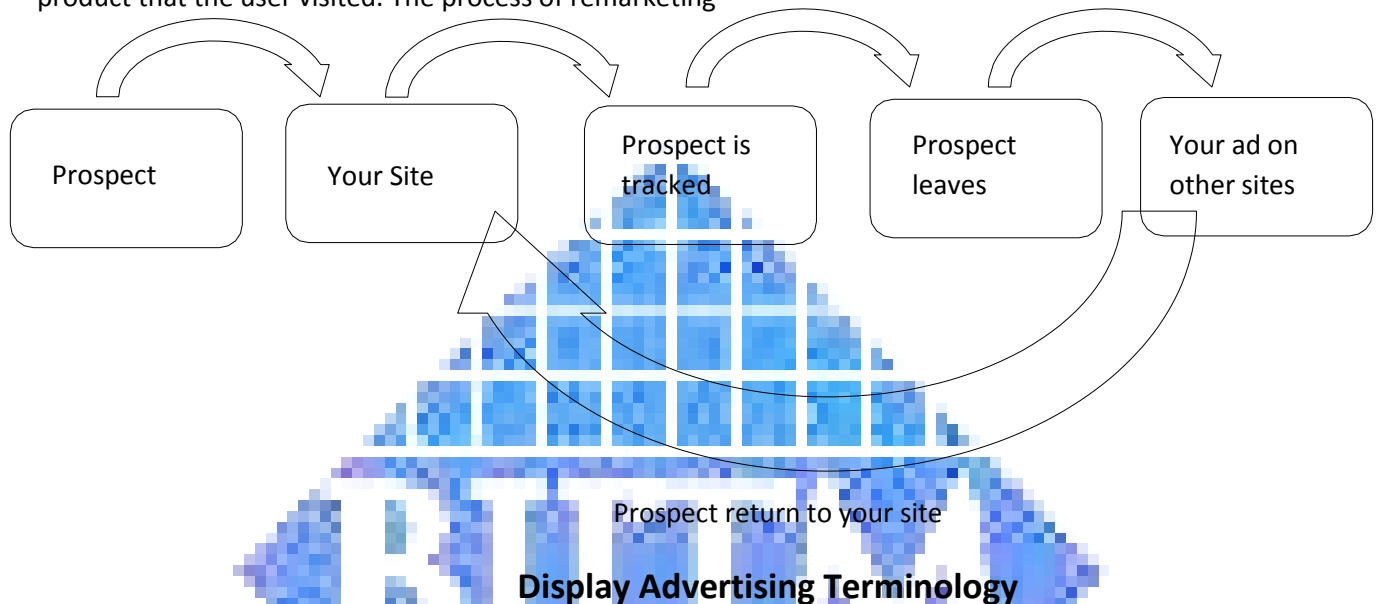 product that the user visited. The process of remarketing
Prospect
Your Site
Prospect is
tracked
Prospect
leaves
Your ad on
other sites
Prospect return to your site
Display Advertising Terminology